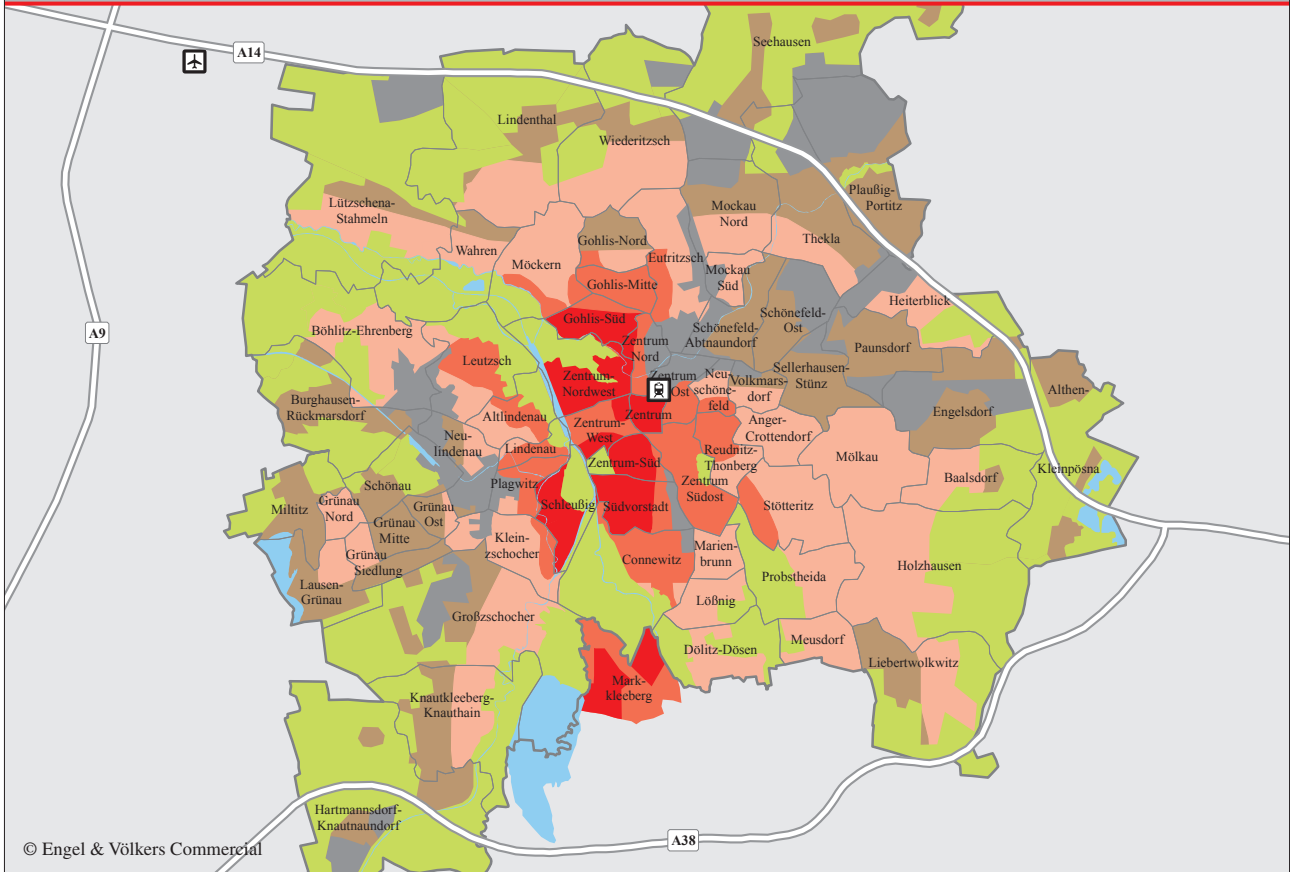 Seehausen
A14
Lindenthal
Wiederitzsch
Plaußig-
Portitz
Lützschena-
Stahmeln
Mockau
Nord
Thekla
Gohlis-Nord
Wahren
Möckern
Eutritzsch
Mockau
Süd
Gohlis-Mitte
Heiterblick
Gohlis-Süd
Schönefeld-
Ost
A9
Böhlitz-Ehrenberg
Schönefeld-
Abtnaundorf
Zentrum
Nord
Paunsdorf
Leutzsch
Sellerhausen-
Stünz
Zentrum-
Nordwest
Zentrum
Ost
Neu-
schöne-
feld
Volkmars-
dorf
Althen-
Burghausen-
Rückmarsdorf
Altlindenau
Zentrum
Engelsdorf
Zentrum-
West
Anger-
Crottendorf
Neu-
lindenau
Lindenau
Reudnitz-
Thonberg
Mölkau
Zentrum-Süd
Kleinpösna
Schönau
Plagwitz
Zentrum
Südost
Baalsdorf
Miltitz
Grünau
Nord
Grünau
Ost
Schleußig
Südvorstadt
Stötteritz
Grünau
Mitte
Klein-
zschocher
Marien-
brunn
Grünau
Siedlung
Connewitz
Holzhausen
Probstheida
Lausen-
Grünau
Lößnig
Großzschocher
Meusdorf
Dölitz-Dösen
Liebertwolkwitz
Mark-
kleeberg
Knautkleeberg-
Knauthain
Hartmannsdorf-
Knautnaundorf
A38
© Engel & Völkers Commercial